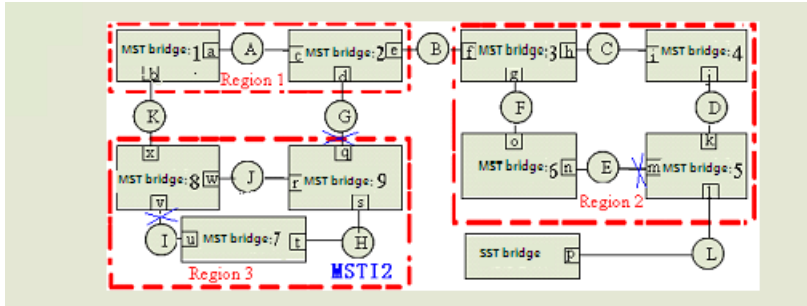 MST bridge:1 a A c MST bridge:2 e B f MST bridge:3 h C i MST bridge:4
b Region 1 d g j
K G F D
x q o k
MST bridge:8 w J r MST bridge:9 MST bridge:6 n E m MST bridge:5
v s Region 2 l
I u MST bridge:7 t H SST bridge p L
Region 3 MSTI2